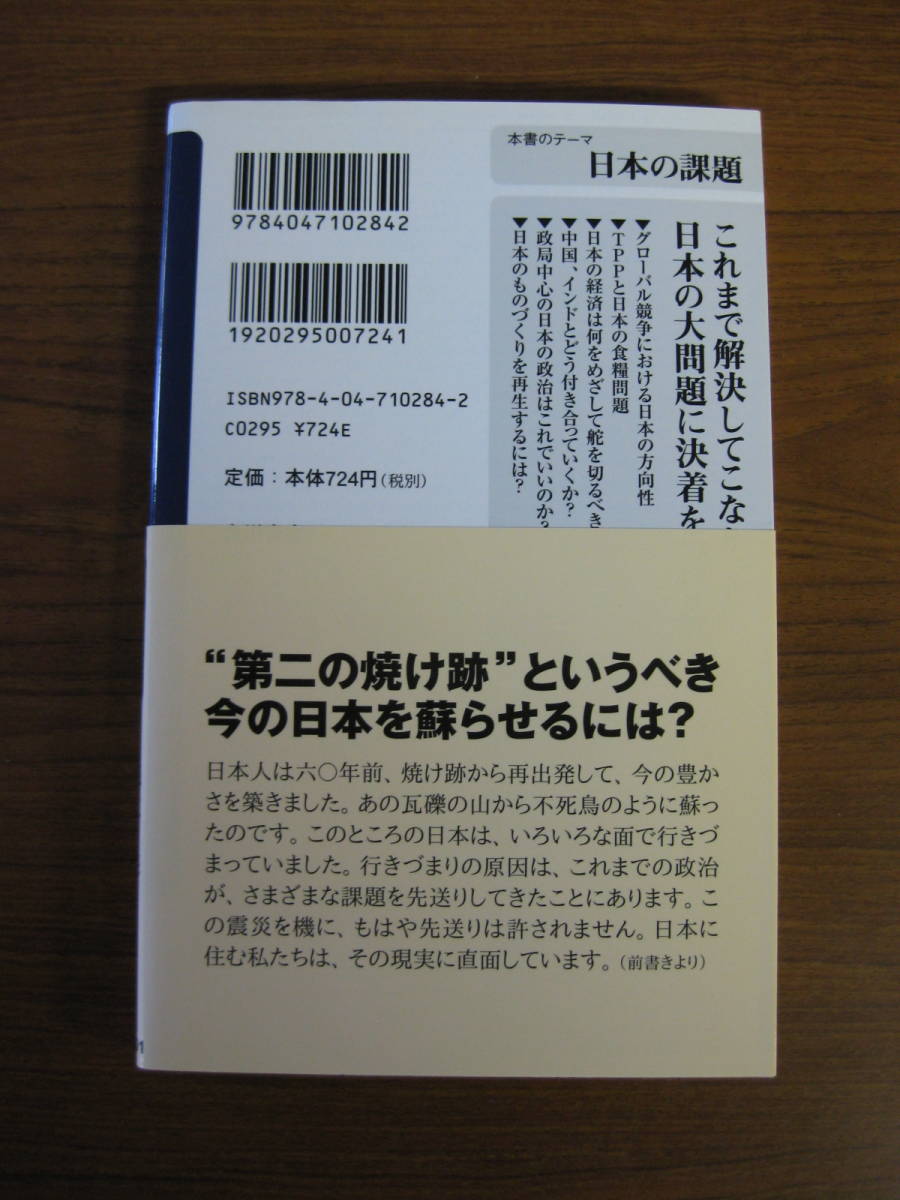 本書のテーマ
日本の課題
これまで解決してこな
日本の大問題に決着を
▼グローバル競争における日本の方向性
▼TPPと日本の食糧問題
▼日本の経済は何をめざして舵を切るべき
▼中国、インドとどう付き合っていくか?
▼政局中心の日本の政治はこれでいいのか?
▼日本のものづくりを再生するには?
9784047102842
1920295007241
ISBN978-4-04-710284-2
C0295 ¥724E
定価:本体724円(税別)
“第二の焼け跡”というべき
今の日本を蘇らせるには?
日本人は六〇年前、焼け跡から再出発して、今の豊か
さを築きました。あの瓦礫の山から不死鳥のように蘇っ
たのです。このところの日本は、いろいろな面で行きづ
まっていました。行きづまりの原因は、これまでの政治
が、さまざまな課題を先送りしてきたことにあります。こ
の震災を機に、もはや先送りは許されません。日本に
住む私たちは、その現実に直面しています。(前書きより)